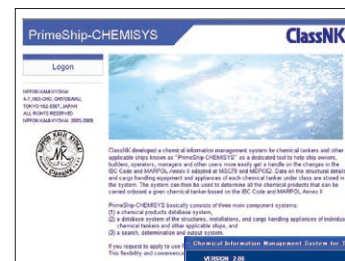 PrimeShip-CHEMISYS
ClassNK
Logon
NIPPON KAIJI KYOKAI
4-7, KIOI-CHO, CHIYODAKU,
TOKYO 102-8567, JAPAN
ALL RIGHTS RESERVED
NIPPON KAIJI KYOKAI 2005-2009
ClassNK developed a chemical information management system for chemical tankers and other
applicable ships known as "PrimeShip-CHEMISYS" as a dedicated tool to help ship owners,
builders, operators, managers and other users more easily get a handle on the changes in the
IBC Code and MARPOL Annex II adopted at MSC79 and MEPC52. Data on the structural details
and cargo handling equipment and appliances of each chemical tanker under class are stored in
the system. The system can then be used to determine all the chemical products that can be
carried onboard a given chemical tanker based on the IBC Code and MARPOL Annex II
PrimeShip-CHEMISYS basically consists of three main component systems:
(1) a chemical products database system,
(2) a database system of the structures, installations, and cargo handling appliances of individual
chemical tankers and other applicable ships, and
(3) a search, determination and output system.
If you request to apply to use
This flexibility and convenience
Chemical Information Management System for T
VERSION 2.06